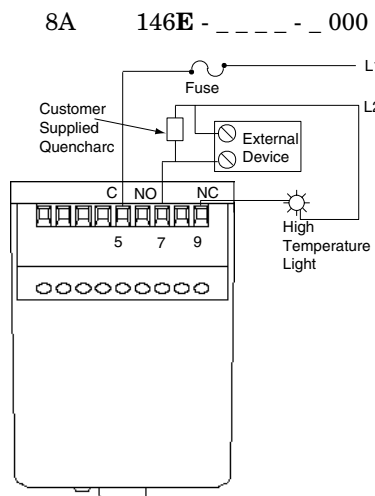 8A 146E - _ _ _ _ - _ 000
L1
Fuse
L2
Customer
Supplied
Quencharc
External
Device
C NO NC
5 7 9
High
Temperature
Light